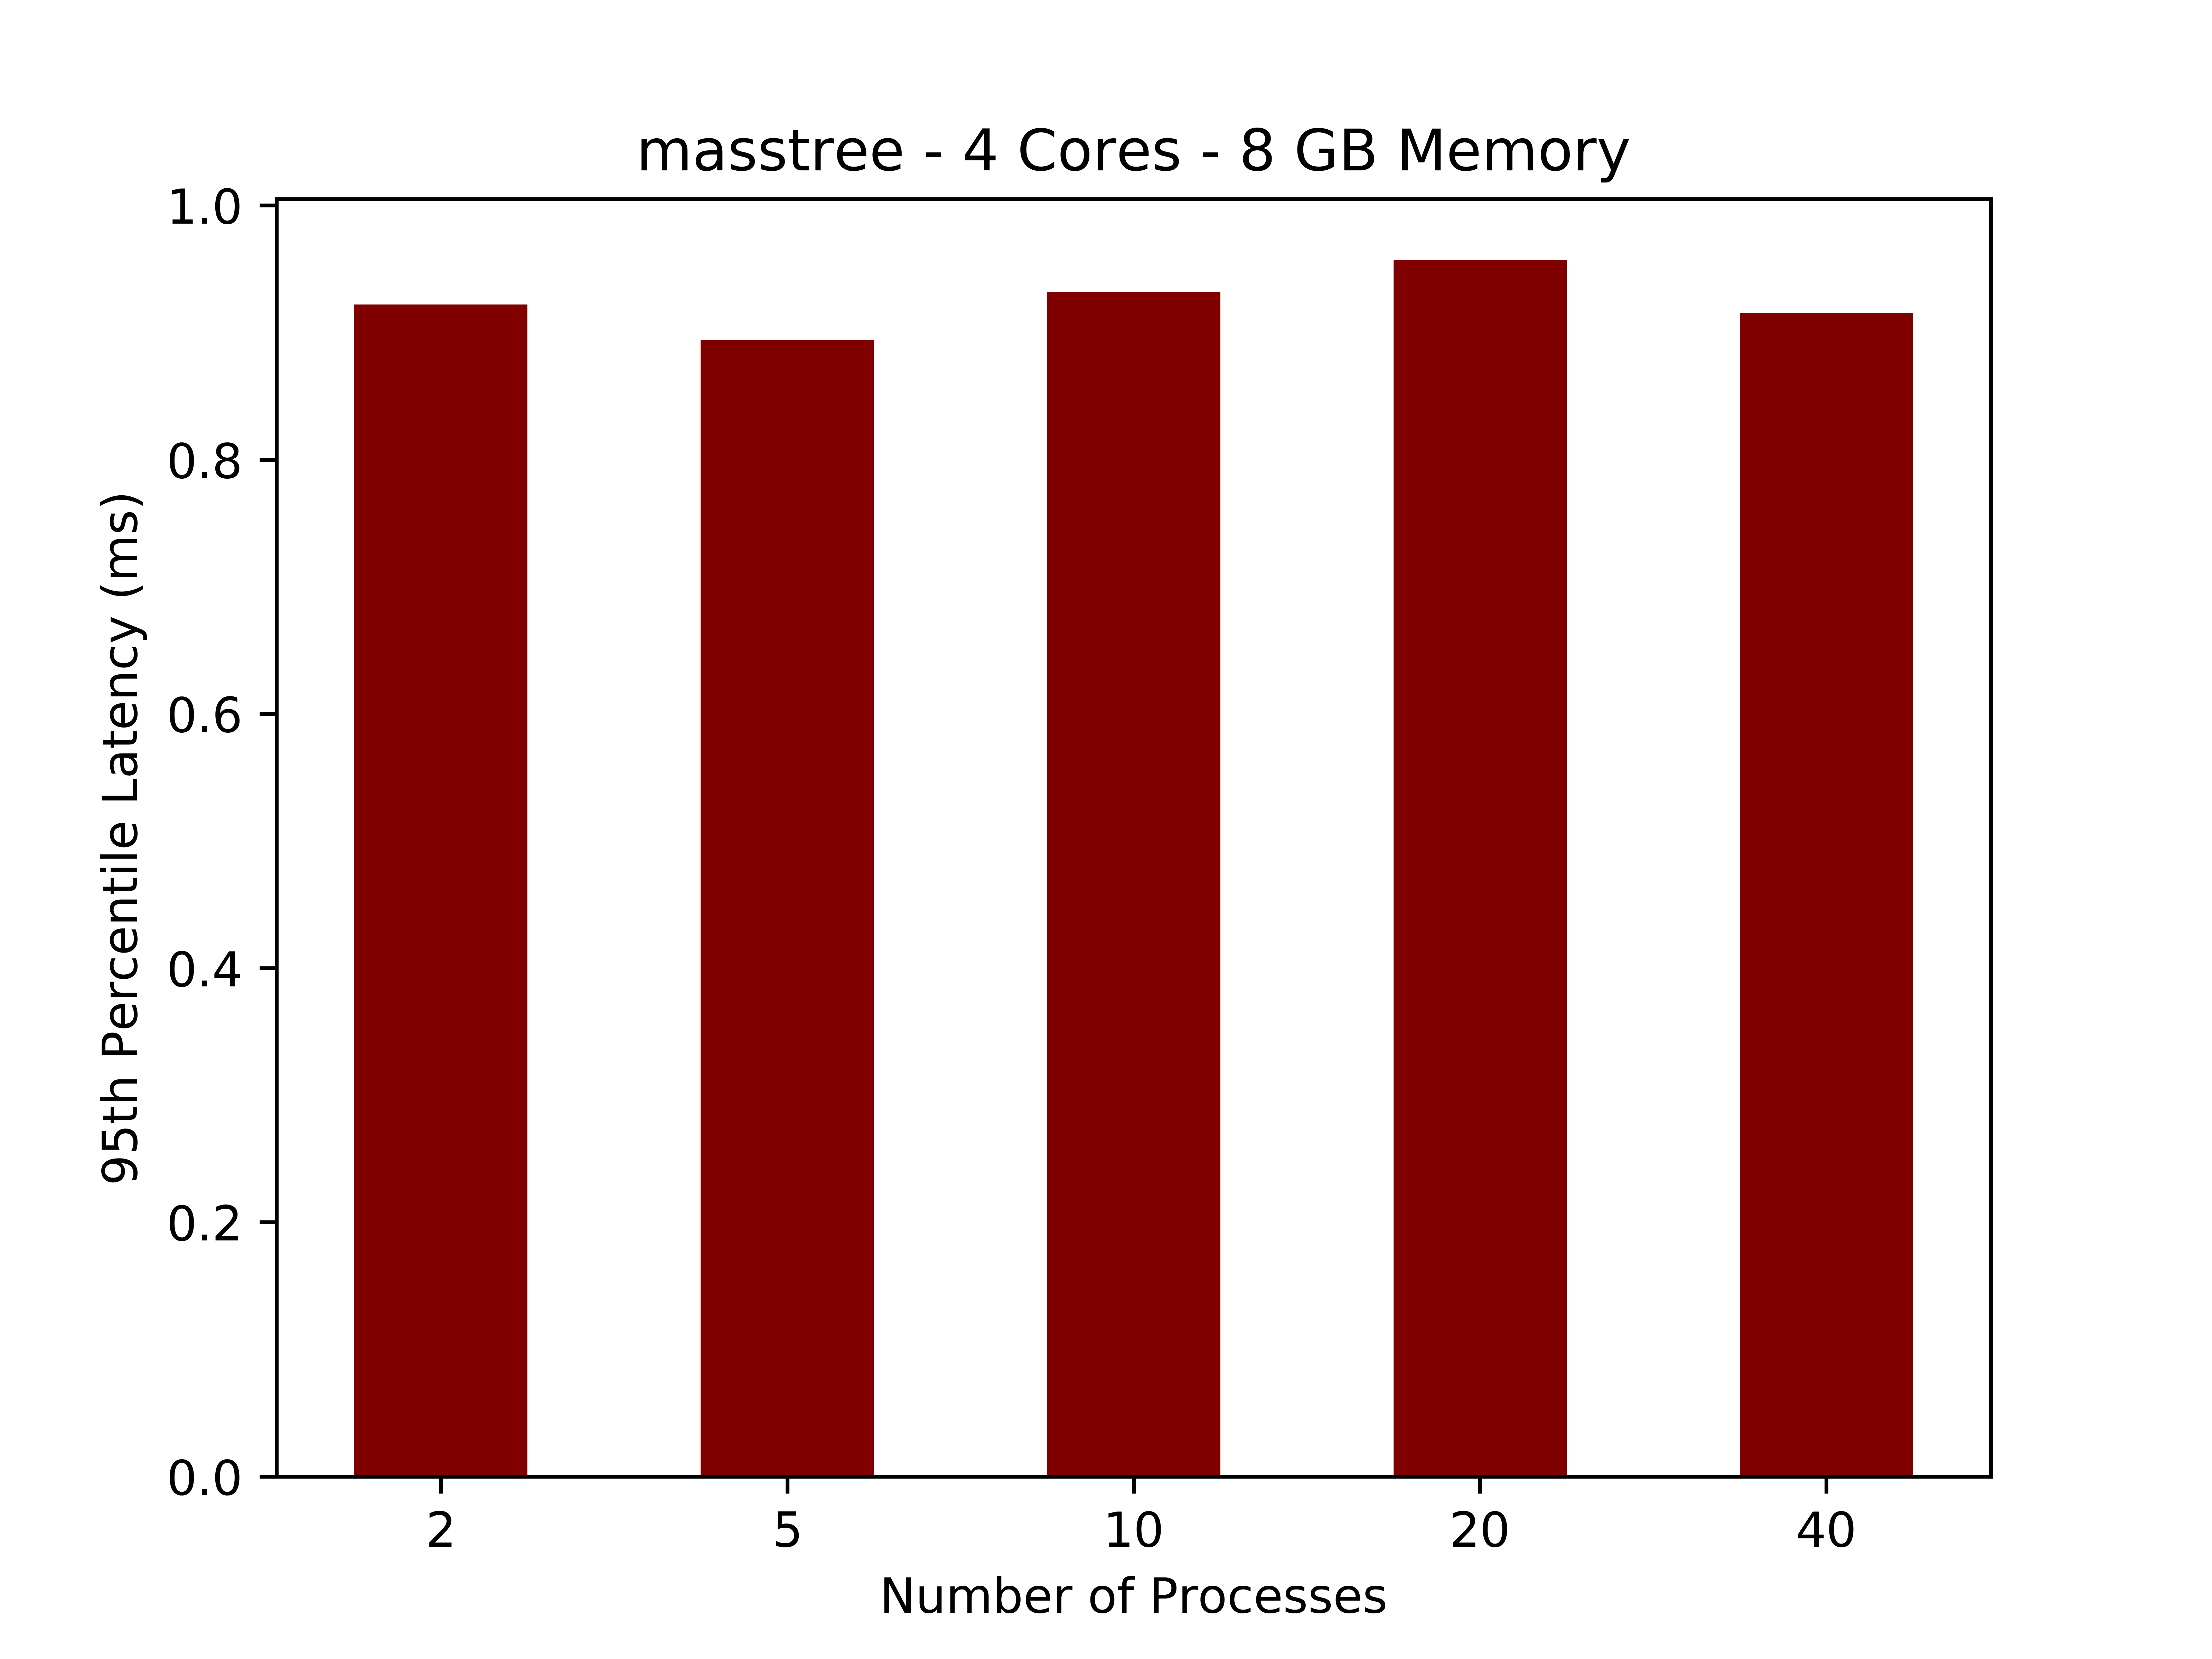 masstree - 4 Cores - 8 GB Memory
1.0
0.8
0.6
0.4
0.2
0.0
95th Percentile Latency (ms)
2 5 10 20 40
Number of Processes